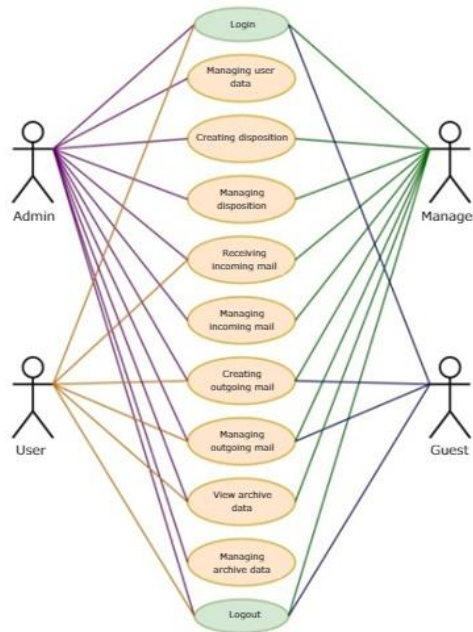 Login
Managing user
data
Creating disposition
Managing
disposition
Admin
Manage
Receiving
incoming mail
Managing
incoming mail
Creating
outgoing mail
Managing
outgoing mail
User
Guest
View archive
data
Managing
archive data
Logout